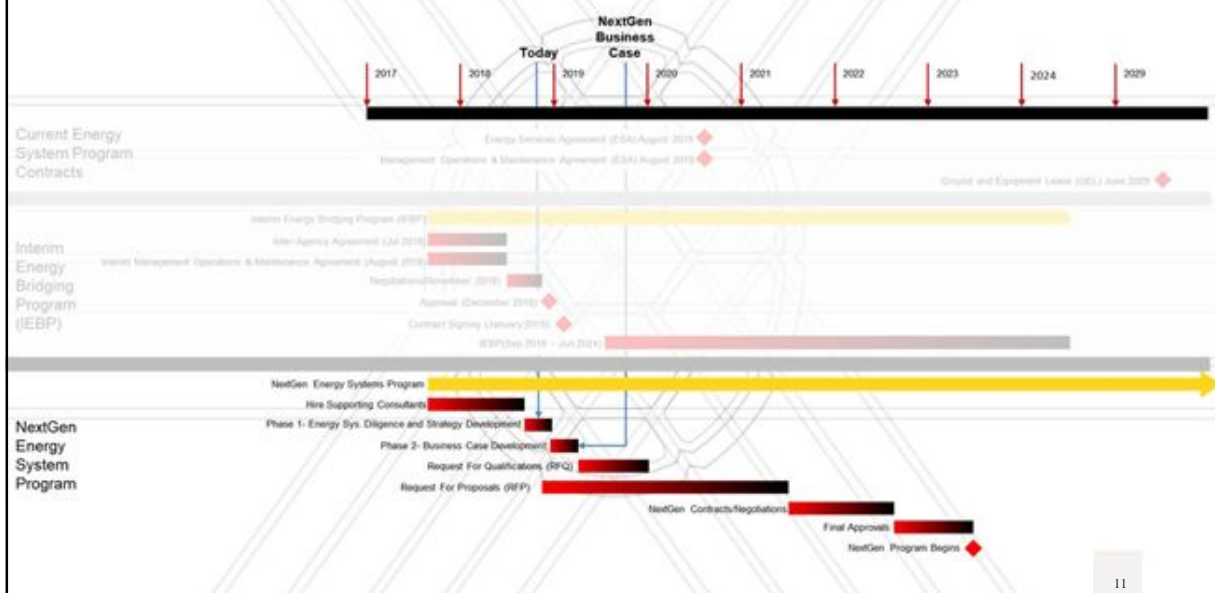 NextGen
Business
Case
Today
2017
2018
2019
2020
2021
2022
2023
2024
2029
Current Energy
System Program
Contracts
Energy Services Agreement (ESA) August 2019
Management Operations & Maintenance Agreement (ESA) August 2019
Ground and Equipment Lease (GEL) June 2029
Interim
Energy
Bridging
Program
(IEBP)
Interim Energy Bridging Program (IEBP)
Inter-Agency Agreement (Jul 2018)
Interim Management Operations & Maintenance Agreement (August 2018)
Negotiations(November 2018)
Approval (December 2018)
Contract Signing (January 2019)
IEBP(Sep 2019 - Jun 2024)
NextGen
Energy
System
Program
NextGen Energy Systems Program
Hire Supporting Consultants
Phase 1- Energy Sys. Diligence and Strategy Development
Phase 2- Business Case Development
Request For Qualifications (RFQ)
Request For Proposals (RFP)
NextGen Contracts/Negotiations
Final Approvals
NextGen Program Begins
11